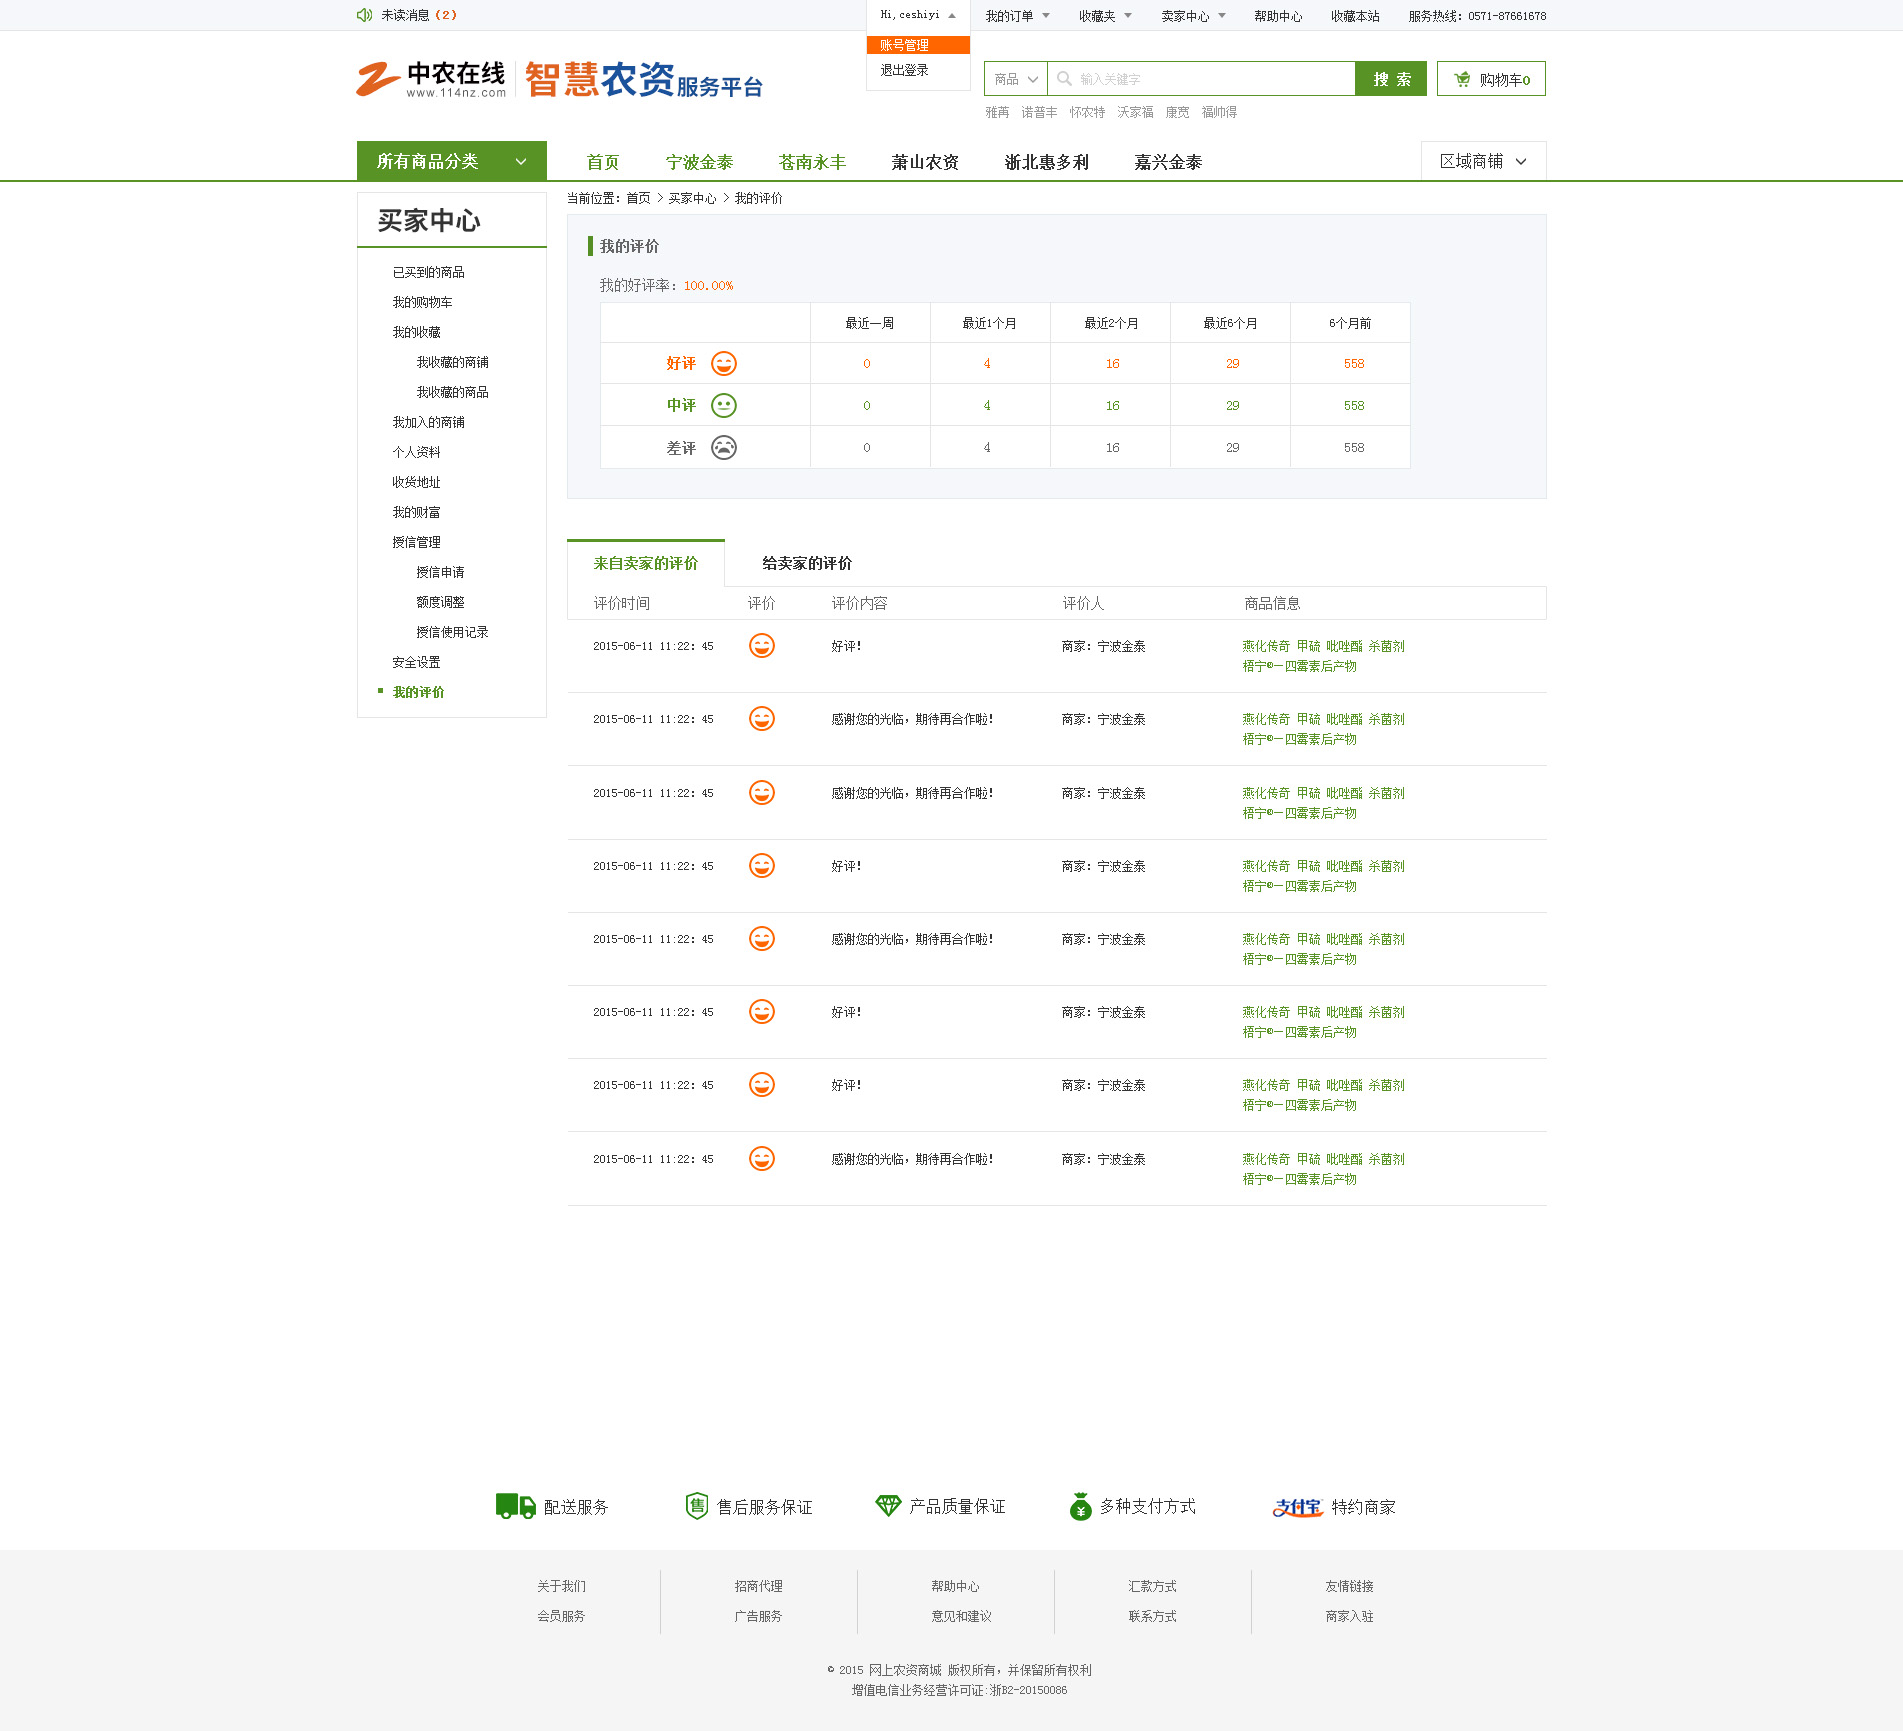 未读消息（2）
Hi,ceshiyi 我的订单 收藏夹 卖家中心 帮助中心 收藏本站 服务热线：0571-87661678
账号管理
退出登录
中农在线
www.114nz.com
智慧农资服务平台
商品 输入关键字 搜 索 购物车0
雅苒 诺普丰 怀农特 沃家福 康宽 福帅得
所有商品分类 首页 宁波金泰 苍南永丰 萧山农资 浙北惠多利 嘉兴金泰 区域商铺
买家中心
已买到的商品
我的购物车
我的收藏
我收藏的商铺
我收藏的商品
我加入的商铺
个人资料
收货地址
我的财富
授信管理
授信申请
额度调整
授信使用记录
安全设置
我的评价
当前位置：首页 > 买家中心 > 我的评价
我的评价
我的好评率：100.00%
最近一周 最近1个月 最近2个月 最近6个月 6个月前
好评 0 4 16 29 558
中评 0 4 16 29 558
差评 0 4 16 29 558
来自卖家的评价 给卖家的评价
评价时间 评价 评价内容 评价人 商品信息
2015-06-11 11:22：45 好评！ 商家：宁波金泰 燕化传奇 甲硫 吡唑酯 杀菌剂
梧宁®—四霉素后产物
2015-06-11 11:22：45 感谢您的光临，期待再合作啦！ 商家：宁波金泰 燕化传奇 甲硫 吡唑酯 杀菌剂
梧宁®—四霉素后产物
2015-06-11 11:22：45 感谢您的光临，期待再合作啦！ 商家：宁波金泰 燕化传奇 甲硫 吡唑酯 杀菌剂
梧宁®—四霉素后产物
2015-06-11 11:22：45 好评！ 商家：宁波金泰 燕化传奇 甲硫 吡唑酯 杀菌剂
梧宁®—四霉素后产物
2015-06-11 11:22：45 感谢您的光临，期待再合作啦！ 商家：宁波金泰 燕化传奇 甲硫 吡唑酯 杀菌剂
梧宁®—四霉素后产物
2015-06-11 11:22：45 好评！ 商家：宁波金泰 燕化传奇 甲硫 吡唑酯 杀菌剂
梧宁®—四霉素后产物
2015-06-11 11:22：45 好评！ 商家：宁波金泰 燕化传奇 甲硫 吡唑酯 杀菌剂
梧宁®—四霉素后产物
2015-06-11 11:22：45 感谢您的光临，期待再合作啦！ 商家：宁波金泰 燕化传奇 甲硫 吡唑酯 杀菌剂
梧宁®—四霉素后产物
配送服务 售 售后服务保证 产品质量保证 ¥ 多种支付方式 支付宝 特约商家
关于我们 招商代理 帮助中心 汇款方式 友情链接
会员服务 广告服务 意见和建议 联系方式 商家入驻
© 2015 网上农资商城 版权所有，并保留所有权利
增值电信业务经营许可证:浙B2-20150086